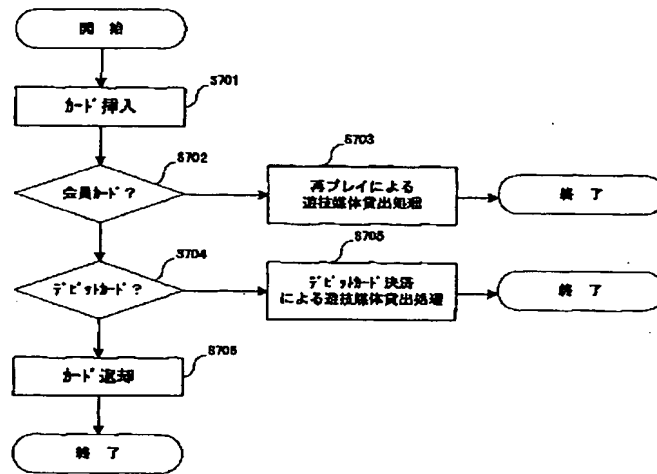 開 始
S701
カード挿入
S702
会員カード?
S703
再プレイによる
遊技媒体貸出処理
終 了
S704
デビットカード?
S705
デビットカード決済
による遊技媒体貸出処理
終 了
S706
カード返却
終 了